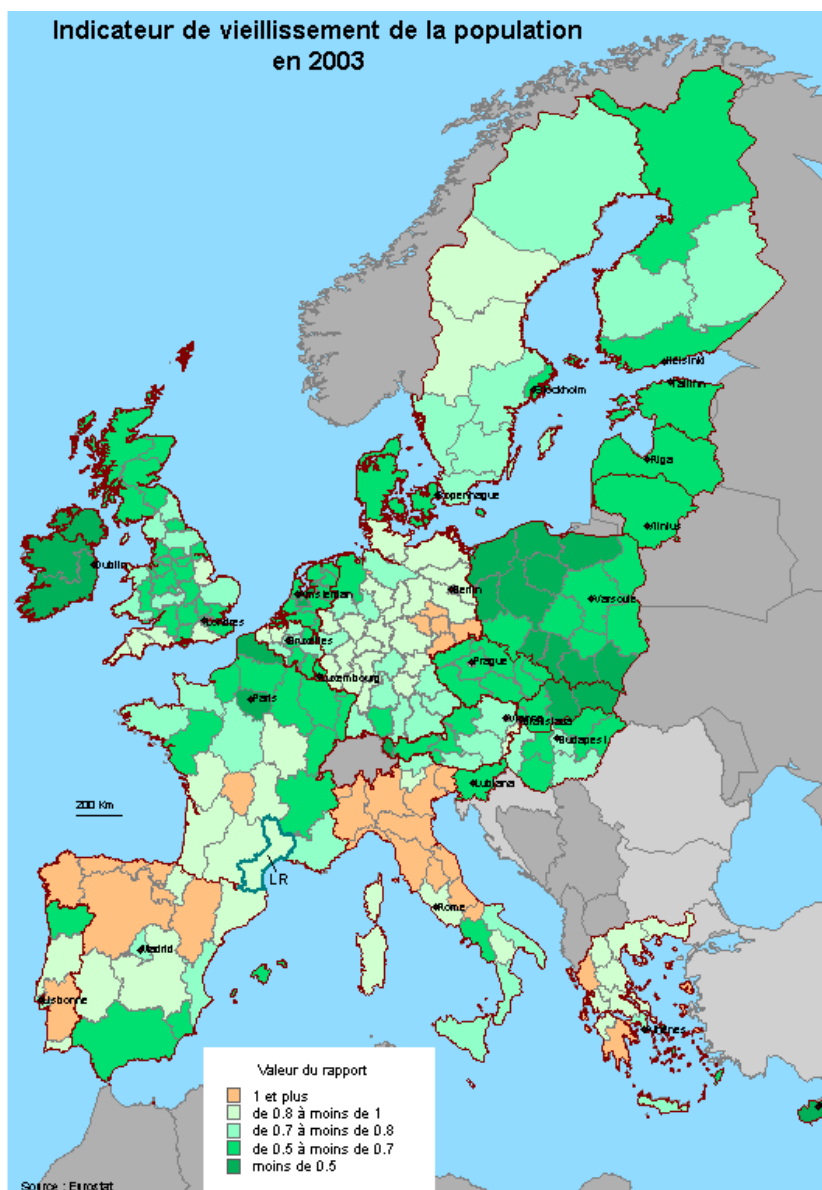 Indicateur de vieillissement de la population
en 2003
Helsinki
Tallinn
Stockholm
Riga
Copenhague
Vilnius
Dublin
Berlin
Amsterdam
Varsovie
Londres
Bruxelles
Prague
Luxembourg
Paris
Vienne
Bratislava
Budapest
Lubliana
200 Km
LR
Rome
Madrid
Lisbonne
Athènes
Valeur du rapport
1 et plus
de 0.8 à moins de 1
de 0.7 à moins de 0.8
de 0.5 à moins de 0.7
moins de 0.5
Source : Eurostat